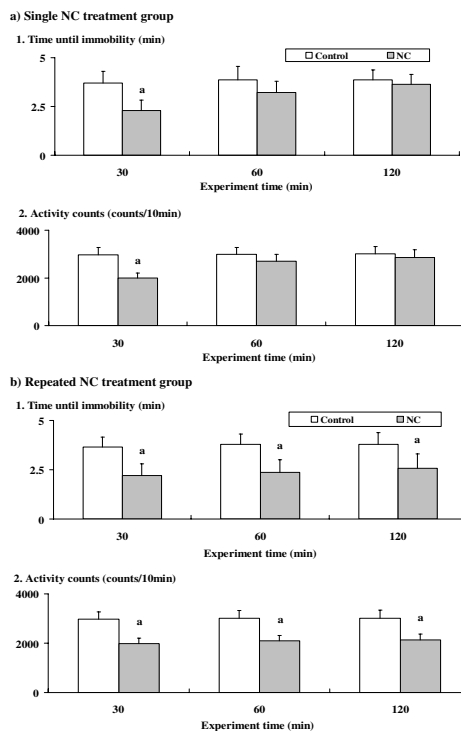 a) Single NC treatment group
1. Time until immobility (min)
Control NC
5
a
2.5
0
30 60 120
Experiment time (min)
2. Activity counts (counts/10min)
4000
a
2000
0
30 60 120
Experiment time (min)
b) Repeated NC treatment group
1. Time until immobility (min)
Control NC
5
a a a
2.5
0
30 60 120
Experiment time (min)
2. Activity counts (counts/10min)
4000
a a a
2000
0
30 60 120
Experiment time (min)